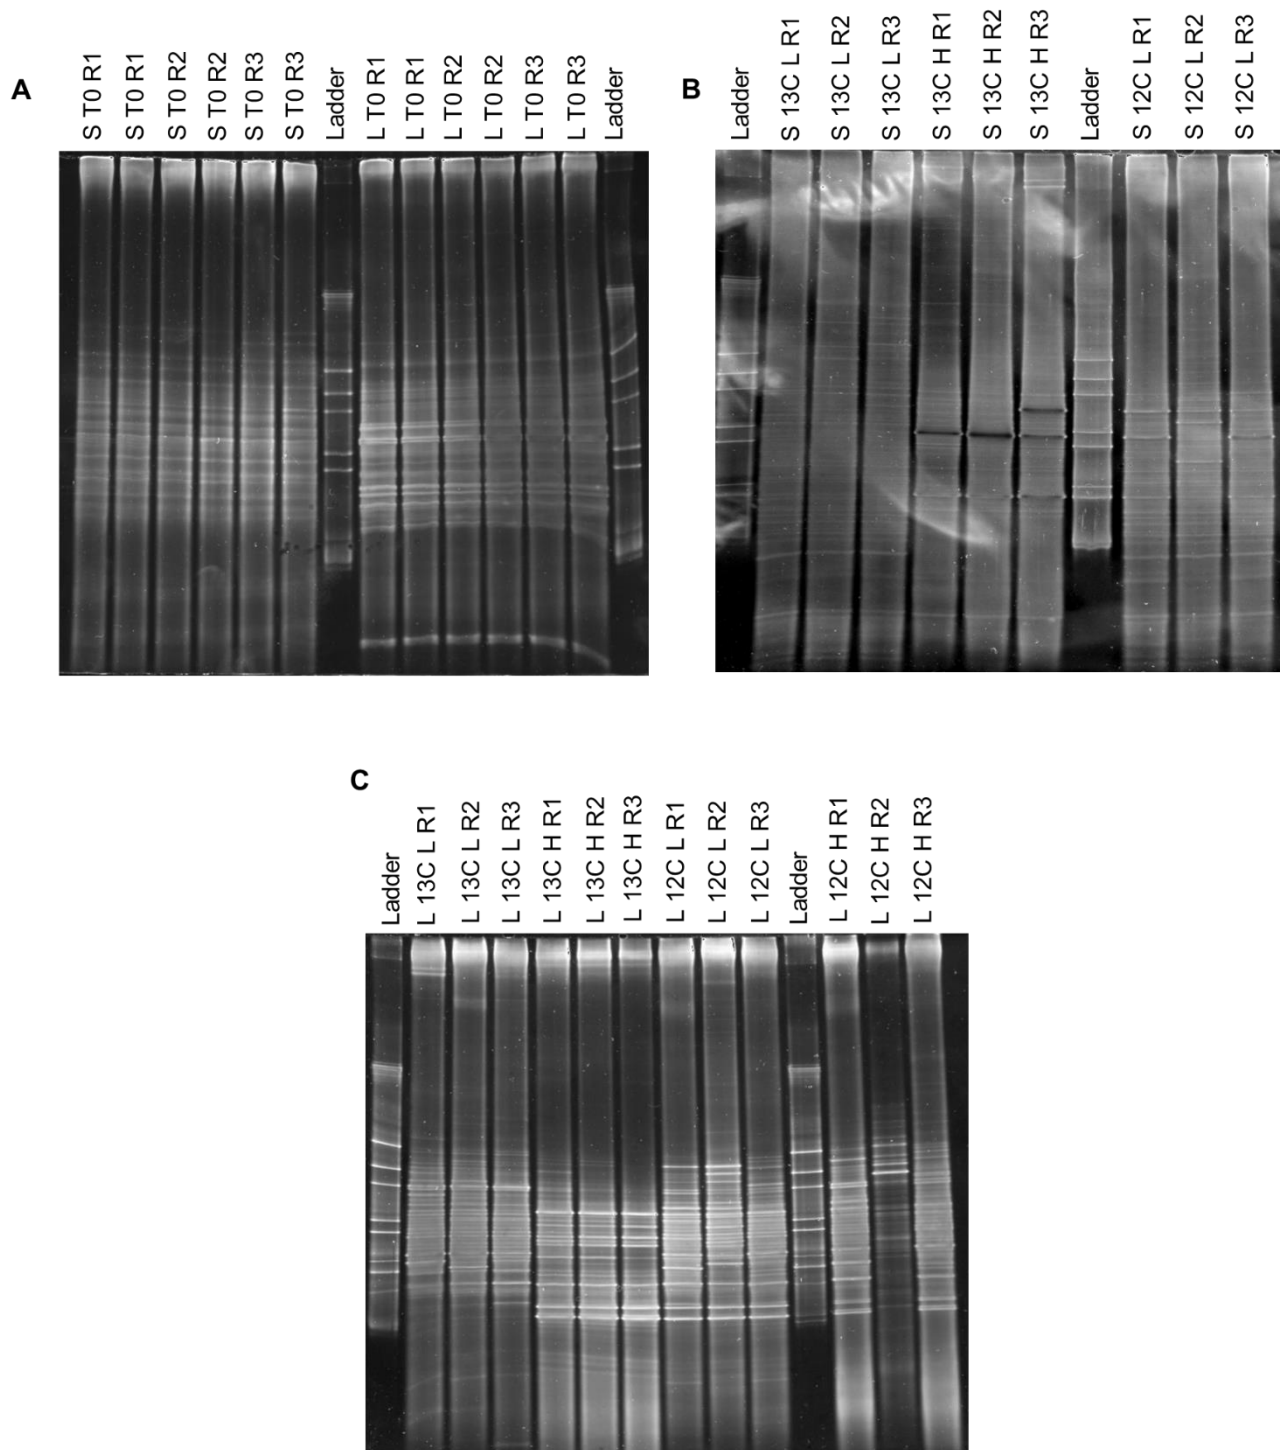 A
S T0 R1
S T0 R1
S T0 R2
S T0 R2
S T0 R3
S T0 R3
Ladder
L T0 R1
L T0 R1
L T0 R2
L T0 R2
L T0 R3
L T0 R3
Ladder
B
Ladder
S 13C L R1
S 13C L R2
S 13C L R3
S 13C H R1
S 13C H R2
S 13C H R3
Ladder
S 12C L R1
S 12C L R2
S 12C L R3
C
Ladder
L 13C L R1
L 13C L R2
L 13C L R3
L 13C H R1
L 13C H R2
L 13C H R3
L 12C L R1
L 12C L R2
L 12C L R3
Ladder
L 12C H R1
L 12C H R2
L 12C H R3